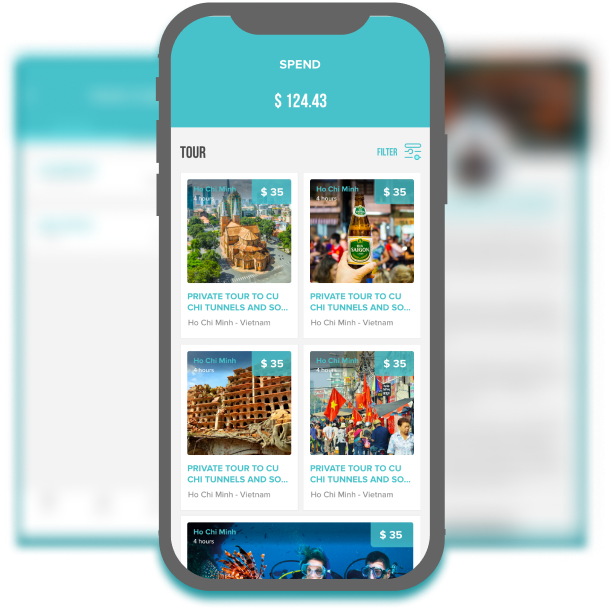 SPEND
$ 124.43
TOUR
FILTER
Ho Chi Minh
4 hours
$ 35
Ho Chi Minh
4 hours
$ 35
SAIGON
PRIVATE TOUR TO CU
CHI TUNNELS AND SO...
Ho Chi Minh - Vietnam
PRIVATE TOUR TO CU
CHI TUNNELS AND SO...
Ho Chi Minh - Vietnam
Ho Chi Minh
4 hours
$ 35
Ho Chi Minh
4 hours
$ 35
PRIVATE TOUR TO CU
CHI TUNNELS AND SO...
Ho Chi Minh - Vietnam
PRIVATE TOUR TO CU
CHI TUNNELS AND SO...
Ho Chi Minh - Vietnam
Ho Chi Minh
4 hours
$ 35